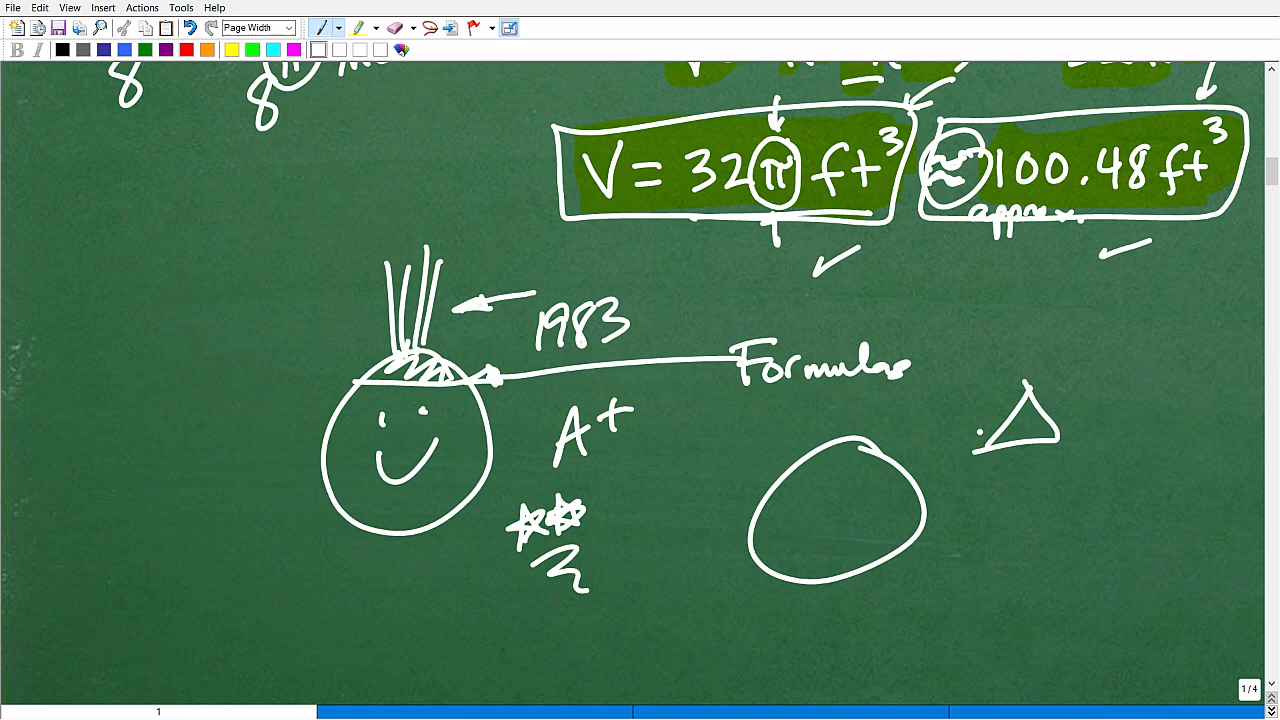 File Edit View Insert Actions Tools Help
Page Width
B I
8 8 π
V = 32π ft³ ≈ 100.48 ft³
approx.
1983
Formulas
A+
1/4
1